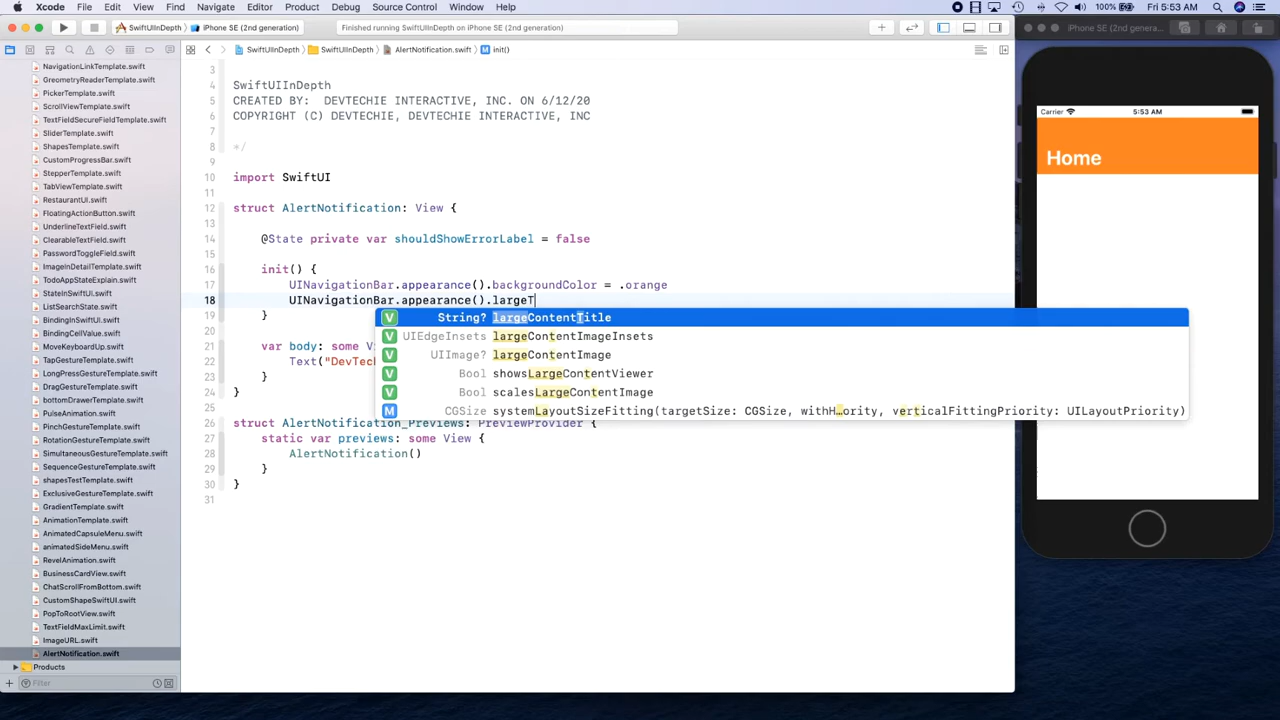 Xcode File Edit View Find Navigate Editor Product Debug Source Control Window Help 100% Fri 5:53 AM
SwiftUIInDepth iPhone SE (2nd generation) Finished running SwiftUIInDepth on iPhone SE (2nd generation)
iPhone SE (2nd genera...
SwiftUIInDepth SwiftUIInDepth AlertNotification.swift init()
NavigationLinkTemplate.swift
GreometryReaderTemplate.swift
PickerTemplate.swift
ScrollViewTemplate.swift
TextFieldSecureFieldTemplate.swift
SliderTemplate.swift
ShapesTemplate.swift
CustomProgressBar.swift
StepperTemplate.swift
TabViewTemplate.swift
RestaurantUI.swift
FloatingActionButton.swift
UnderlineTextField.swift
ClearableTextField.swift
PasswordToggleField.swift
ImageInDetailTemplate.swift
TodoAppStateExplain.swift
StateInSwiftUi.swift
ListSearchState.swift
BindingInSwiftUI.swift
BindingCellValue.swift
MoveKeyboardUp.swift
TapGestureTemplate.swift
LongPressGestureTemplate.swift
DragGestureTemplate.swift
bottomDrawerTemplate.swift
PulseAnimation.swift
PinchGestureTemplate.swift
RotationGestureTemplate.swift
SimultaneousGestureTemplate.swift
SequenceGestureTemplate.swift
shapesTestTemplate.swift
ExclusiveGestureTemplate.swift
GradientTemplate.swift
AnimationTemplate.swift
AnimatedCapsuleMenu.swift
animatedSideMenu.swift
RevelAnimation.swift
BusinessCardView.swift
ChatScrollFromBottom.swift
CustomShapeSwiftUI.swift
PopToRootView.swift
TextFieldMaxLimit.swift
ImageURL.swift
AlertNotification.swift
Products
Filter
3
4 SwiftUIInDepth
5 CREATED BY: DEVTECHIE INTERACTIVE, INC. ON 6/12/20
6 COPYRIGHT (C) DEVTECHIE, DEVTECHIE INTERACTIVE, INC
7
8 */
9
10 import SwiftUI
11
12 struct AlertNotification: View {
13
14 @State private var shouldShowErrorLabel = false
15
16 init() {
17 UINavigationBar.appearance().backgroundColor = .orange
18 UINavigationBar.appearance().largeT
19 }
20
21 var body: some Vi
22 Text("DevTech
23 }
24 }
25
26 struct AlertNotification_Previews: PreviewProvider {
27 static var previews: some View {
28 AlertNotification()
29 }
30 }
31
V String? largeContentTitle
V UIEdgeInsets largeContentImageInsets
V UIImage? largeContentImage
V Bool showsLargeContentViewer
V Bool scalesLargeContentImage
M CGSize systemLayoutSizeFitting(targetSize: CGSize, withH…ority, verticalFittingPriority: UILayoutPriority)
Carrier 5:53 AM
Home